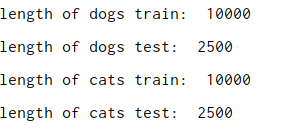 length of dogs train:  10000
length of dogs test:  2500
length of cats train:  10000
length of cats test:  2500